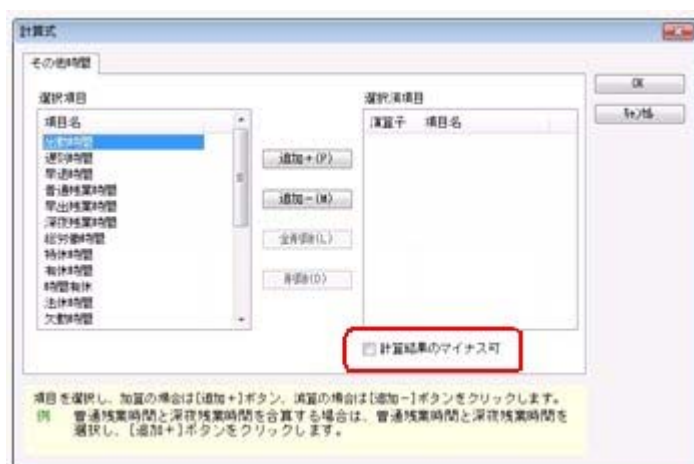 計算式
その他時間
選択項目
選択済項目
OK
ｷｬﾝｾﾙ
項目名
演算子 項目名
出勤時間
遅刻時間
早退時間
普通残業時間
早出残業時間
深夜残業時間
総労働時間
特休時間
有休時間
時間有休
法休時間
欠勤時間
追加+(P)
追加-(M)
全削除(L)
削除(D)
計算結果のマイナス可
項目を選択し、加算の場合は[追加+]ボタン、減算の場合は[追加-]ボタンをクリックします。
例 普通残業時間と深夜残業時間を合算する場合は、普通残業時間と深夜残業時間を
選択し、[追加+]ボタンをクリックします。